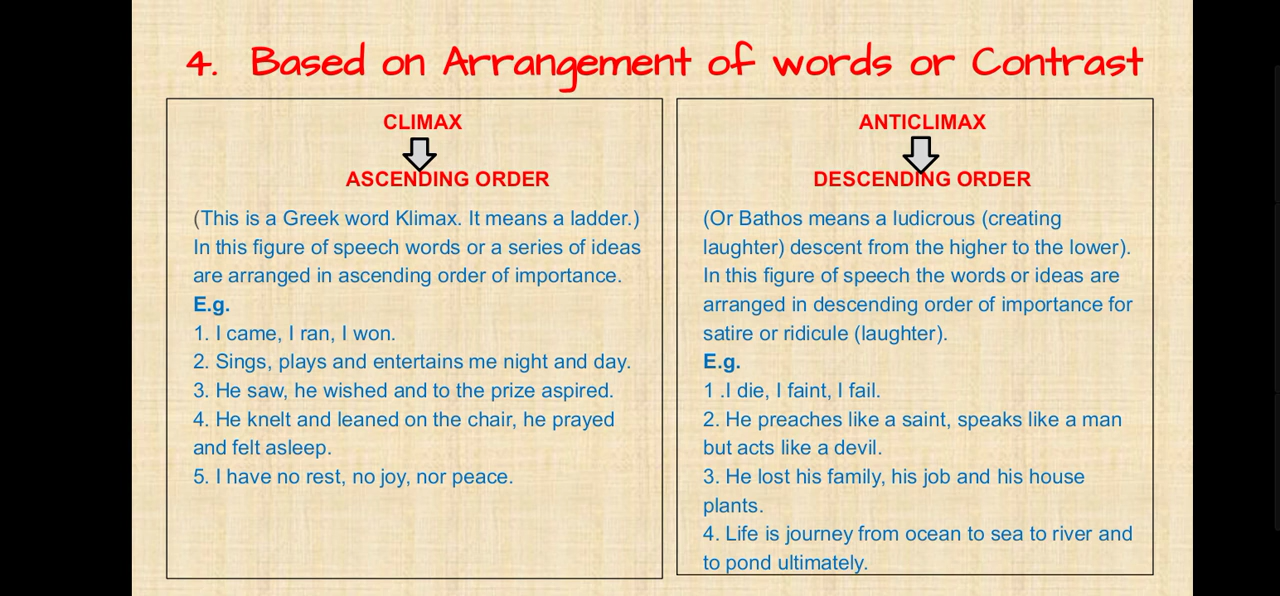 4. Based on Arrangement of words or Contrast
CLIMAX
ASCENDING ORDER
(This is a Greek word Klimax. It means a ladder.)
In this figure of speech words or a series of ideas
are arranged in ascending order of importance.
E.g.
1. I came, I ran, I won.
2. Sings, plays and entertains me night and day.
3. He saw, he wished and to the prize aspired.
4. He knelt and leaned on the chair, he prayed
and felt asleep.
5. I have no rest, no joy, nor peace.
ANTICLIMAX
DESCENDING ORDER
(Or Bathos means a ludicrous (creating
laughter) descent from the higher to the lower).
In this figure of speech the words or ideas are
arranged in descending order of importance for
satire or ridicule (laughter).
E.g.
1 .I die, I faint, I fail.
2. He preaches like a saint, speaks like a man
but acts like a devil.
3. He lost his family, his job and his house
plants.
4. Life is journey from ocean to sea to river and
to pond ultimately.